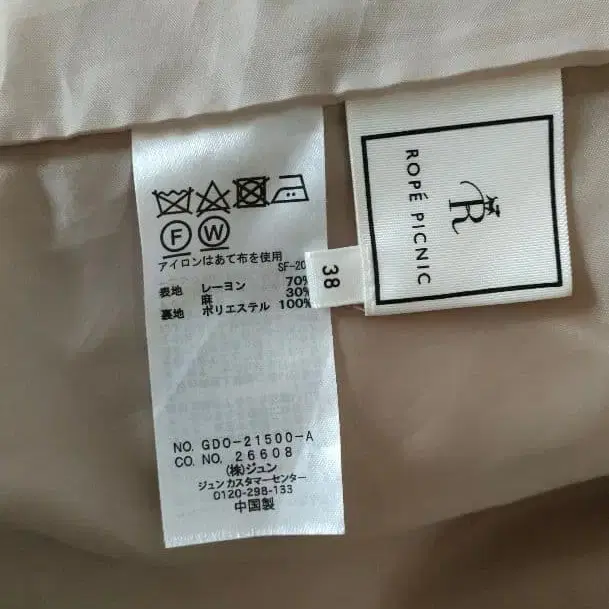 F W
アイロンはあて布を使用
SF-20
表地 レーヨン 70%
麻 30%
裏地 ポリエステル 100%
NO. GDO-21500-A
CO. NO. 26608
(株)ジュン
ジュン カスタマーセンター
0120-298-133
中国製
38
R
ROPÉ PICNIC